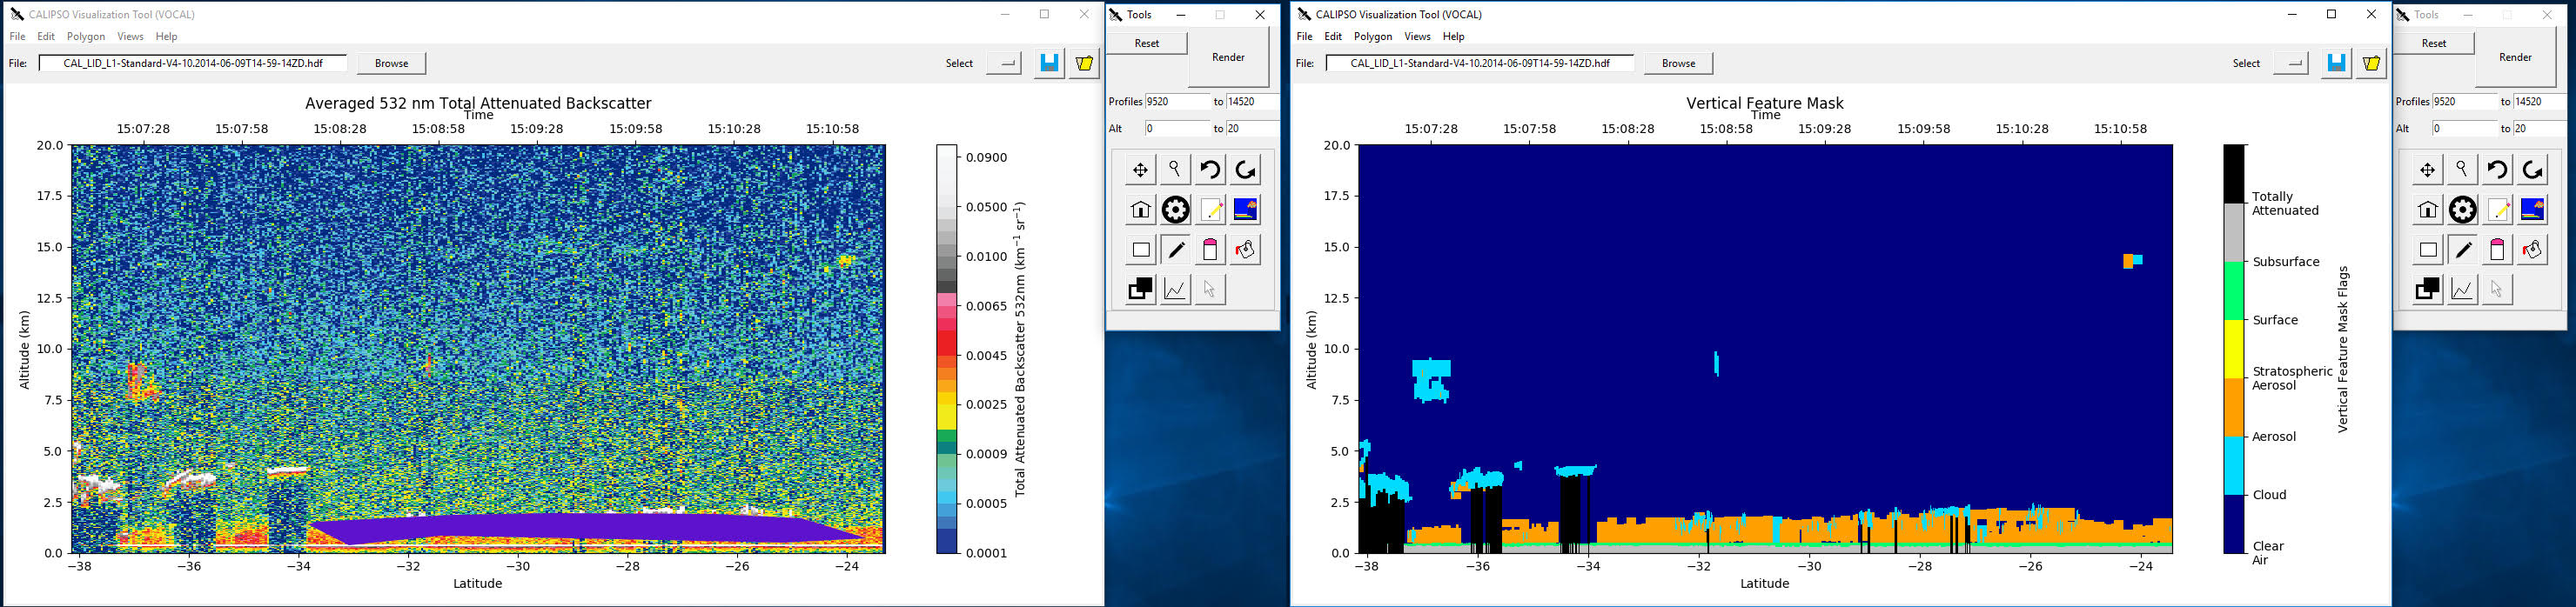 CALIPSO Visualization Tool (VOCAL)
File Edit Polygon Views Help
File: CAL_LID_L1-Standard-V4-10.2014-06-09T14-59-14ZD.hdf Browse Select
Averaged 532 nm Total Attenuated Backscatter
Time
15:07:28 15:07:58 15:08:28 15:08:58 15:09:28 15:09:58 15:10:28 15:10:58
20.0
17.5
15.0
12.5
10.0
7.5
5.0
2.5
0.0
Altitude (km)
−38 −36 −34 −32 −30 −28 −26 −24
Latitude
0.0900
0.0500
0.0100
0.0065
0.0045
0.0025
0.0009
0.0005
0.0001
Total Attenuated Backscatter 532nm (km⁻¹ sr⁻¹)
Tools
Reset Render
Profiles 9520 to 14520
Alt 0 to 20
CALIPSO Visualization Tool (VOCAL)
File Edit Polygon Views Help
File: CAL_LID_L1-Standard-V4-10.2014-06-09T14-59-14ZD.hdf Browse Select
Vertical Feature Mask
Time
15:07:28 15:07:58 15:08:28 15:08:58 15:09:28 15:09:58 15:10:28 15:10:58
20.0
17.5
15.0
12.5
10.0
7.5
5.0
2.5
0.0
Altitude (km)
−38 −36 −34 −32 −30 −28 −26 −24
Latitude
Totally
Attenuated
Subsurface
Surface
Stratospheric
Aerosol
Aerosol
Cloud
Clear
Air
Vertical Feature Mask Flags
Tools
Reset Render
Profiles 9520 to 14520
Alt 0 to 20